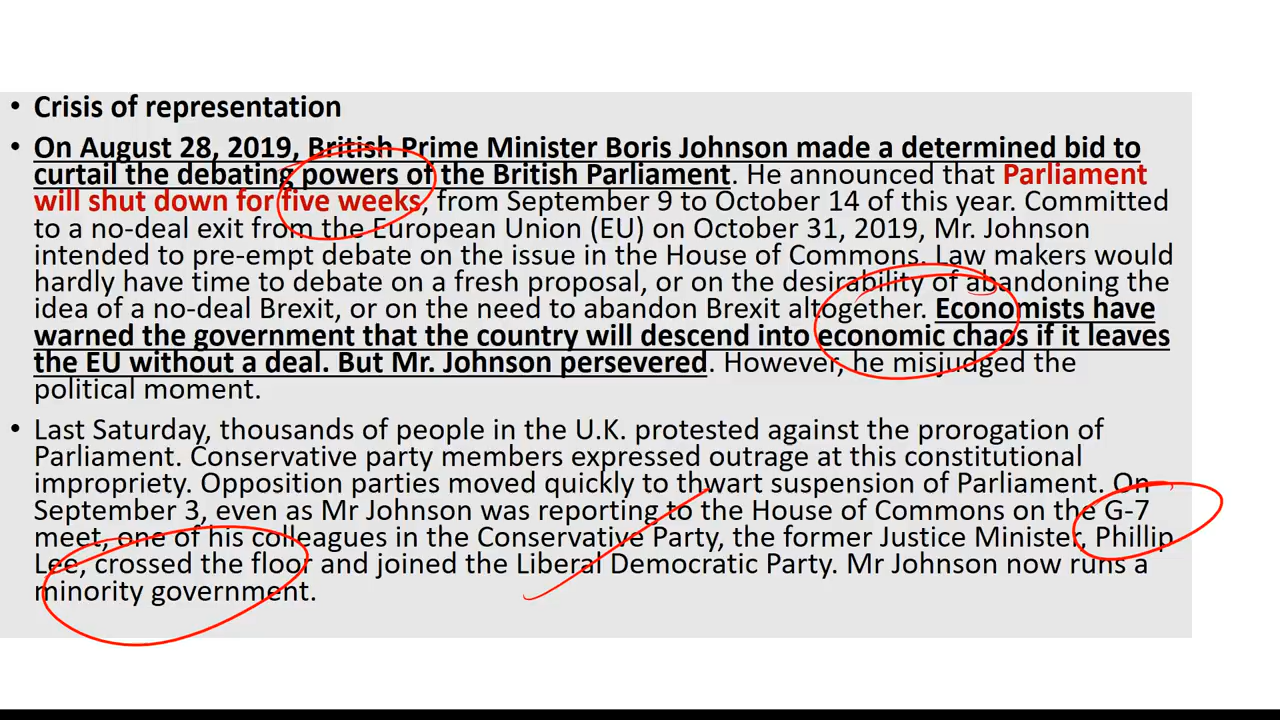 • Crisis of representation
• On August 28, 2019, British Prime Minister Boris Johnson made a determined bid to
curtail the debating powers of the British Parliament. He announced that Parliament
will shut down for five weeks, from September 9 to October 14 of this year. Committed
to a no-deal exit from the European Union (EU) on October 31, 2019, Mr. Johnson
intended to pre-empt debate on the issue in the House of Commons. Law makers would
hardly have time to debate on a fresh proposal, or on the desirability of abandoning the
idea of a no-deal Brexit, or on the need to abandon Brexit altogether. Economists have
warned the government that the country will descend into economic chaos if it leaves
the EU without a deal. But Mr. Johnson persevered. However, he misjudged the
political moment.
• Last Saturday, thousands of people in the U.K. protested against the prorogation of
Parliament. Conservative party members expressed outrage at this constitutional
impropriety. Opposition parties moved quickly to thwart suspension of Parliament. On
September 3, even as Mr Johnson was reporting to the House of Commons on the G-7
meet, one of his colleagues in the Conservative Party, the former Justice Minister, Phillip
Lee, crossed the floor and joined the Liberal Democratic Party. Mr Johnson now runs a
minority government.